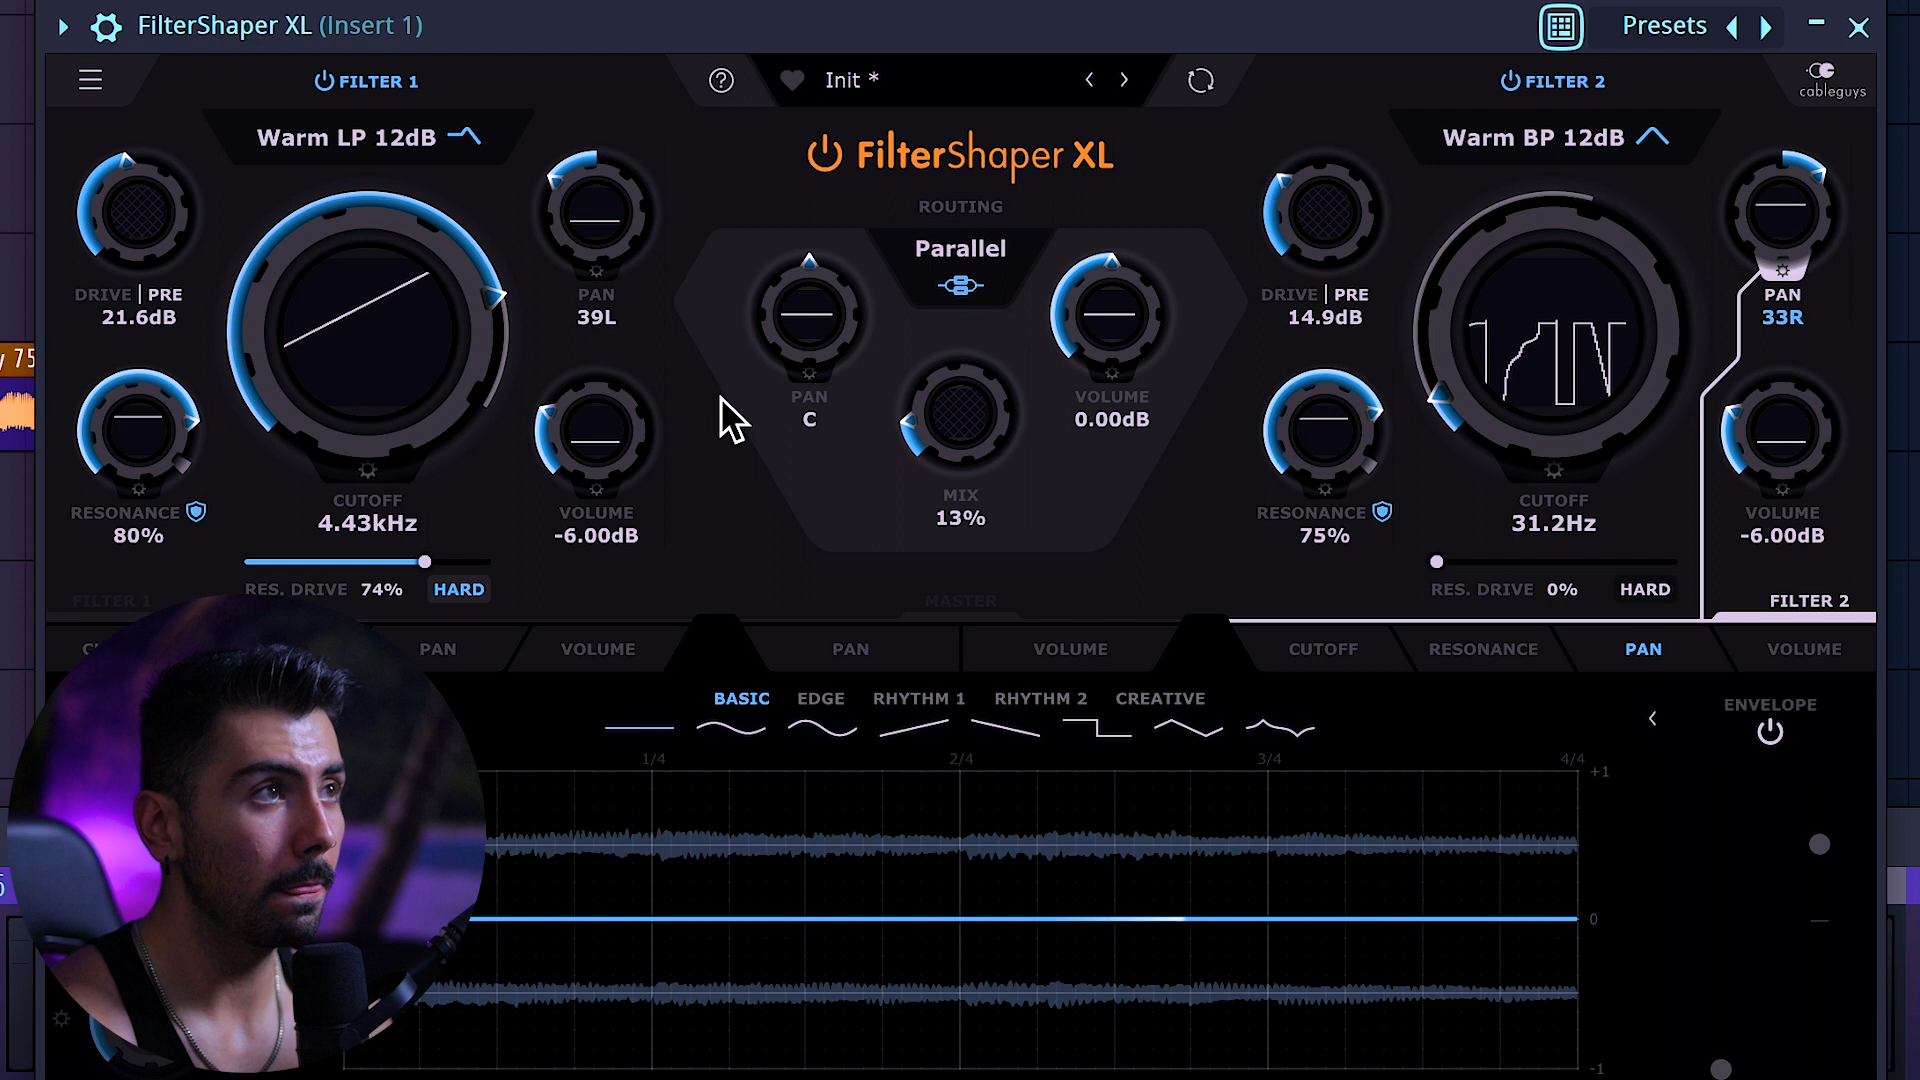 FilterShaper XL (Insert 1)
Presets
FILTER 1
Init *
FILTER 2
cableguys
Warm LP 12dB
FilterShaper XL
Warm BP 12dB
ROUTING
Parallel
DRIVE | PRE
21.6dB
PAN
39L
PAN
C
VOLUME
0.00dB
DRIVE | PRE
14.9dB
PAN
33R
75
RESONANCE
80%
CUTOFF
4.43kHz
VOLUME
-6.00dB
MIX
13%
RESONANCE
75%
CUTOFF
31.2Hz
VOLUME
-6.00dB
RES. DRIVE 74% HARD
RES. DRIVE 0% HARD
FILTER 1
MASTER
FILTER 2
PAN
VOLUME
PAN
VOLUME
CUTOFF
RESONANCE
PAN
VOLUME
BASIC EDGE RHYTHM 1 RHYTHM 2 CREATIVE
ENVELOPE
1/4 2/4 3/4 4/4
+1
0
-1